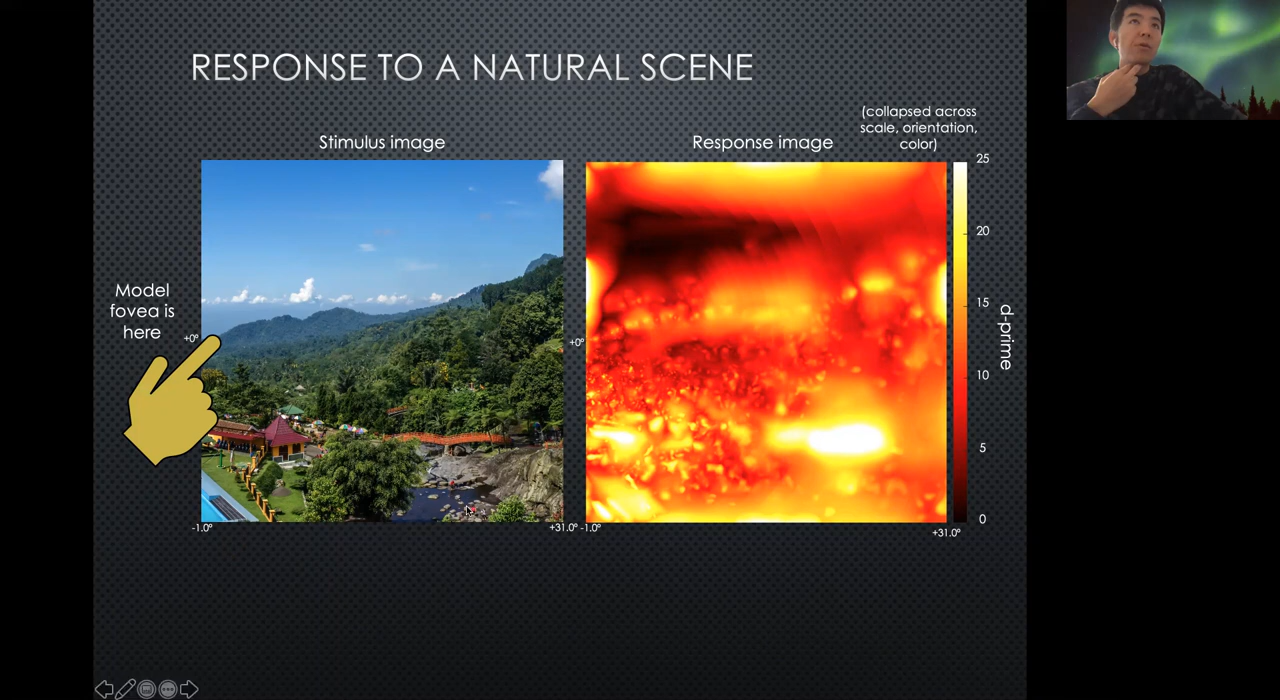 RESPONSE TO A NATURAL SCENE
Stimulus image
Response image
(collapsed across
scale, orientation,
color)
Model
fovea is
here
+0°
-1.0°
+31.0°
+0°
-1.0°
+31.0°
25
20
15
10
5
0
d-prime